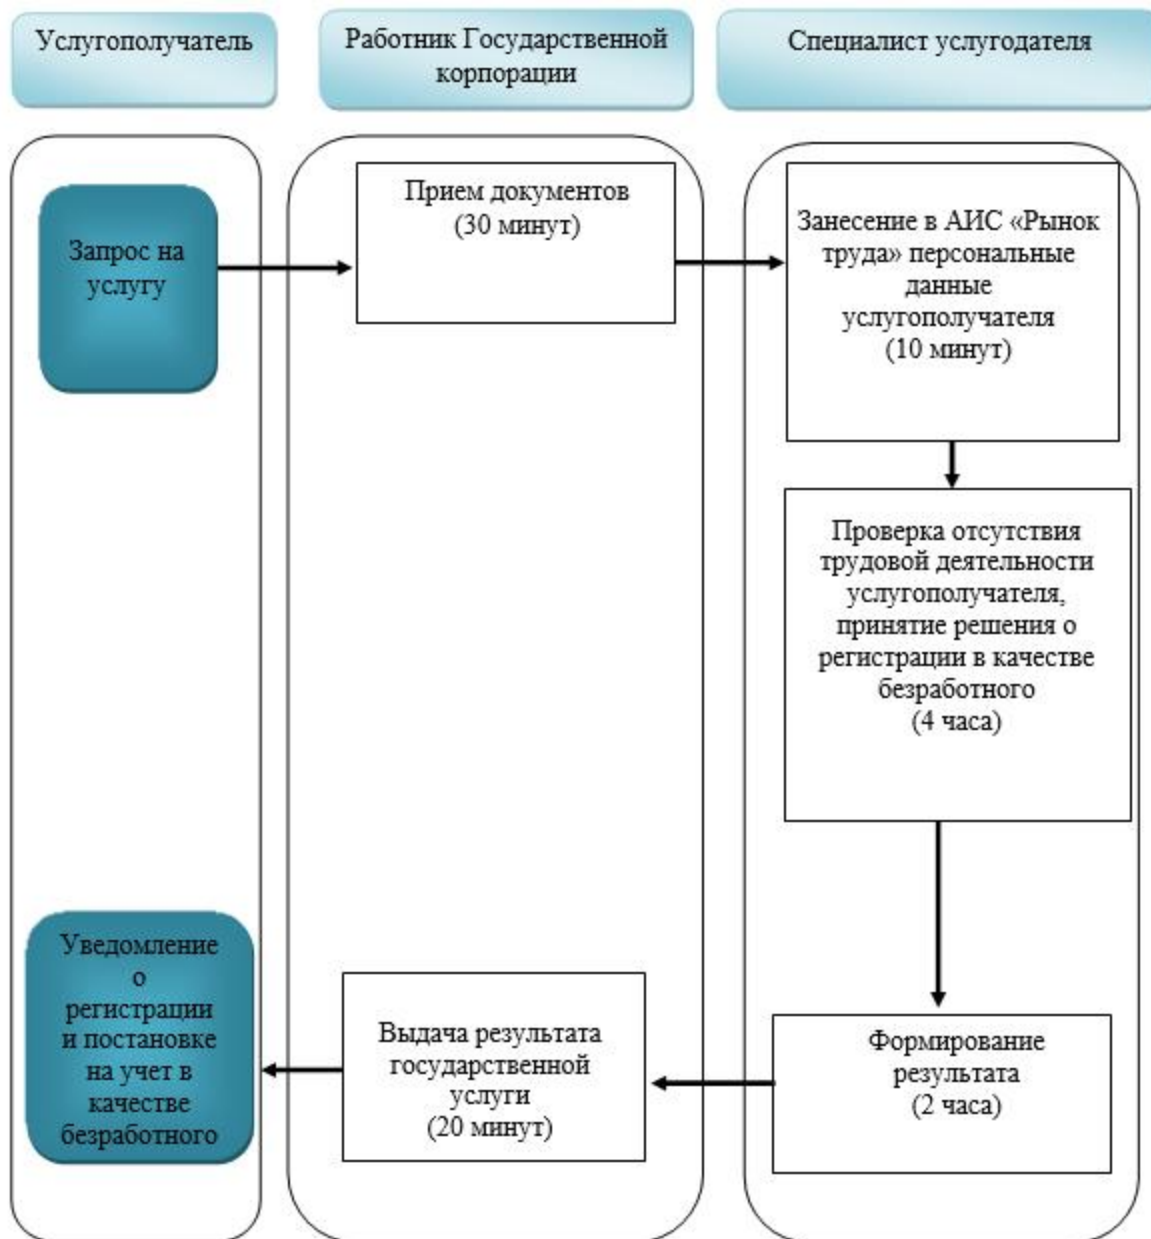 Услугополучатель
Работник Государственной
корпорации
Специалист услугодателя
Запрос на
услугу
Прием документов
(30 минут)
Занесение в АИС «Рынок
труда» персональные
данные
услугополучателя
(10 минут)
Проверка отсутствия
трудовой деятельности
услугополучателя,
принятие решения о
регистрации в качестве
безработного
(4 часа)
Формирование
результата
(2 часа)
Выдача результата
государственной
услуги
(20 минут)
Уведомление
о
регистрации
и постановке
на учет в
качестве
безработного